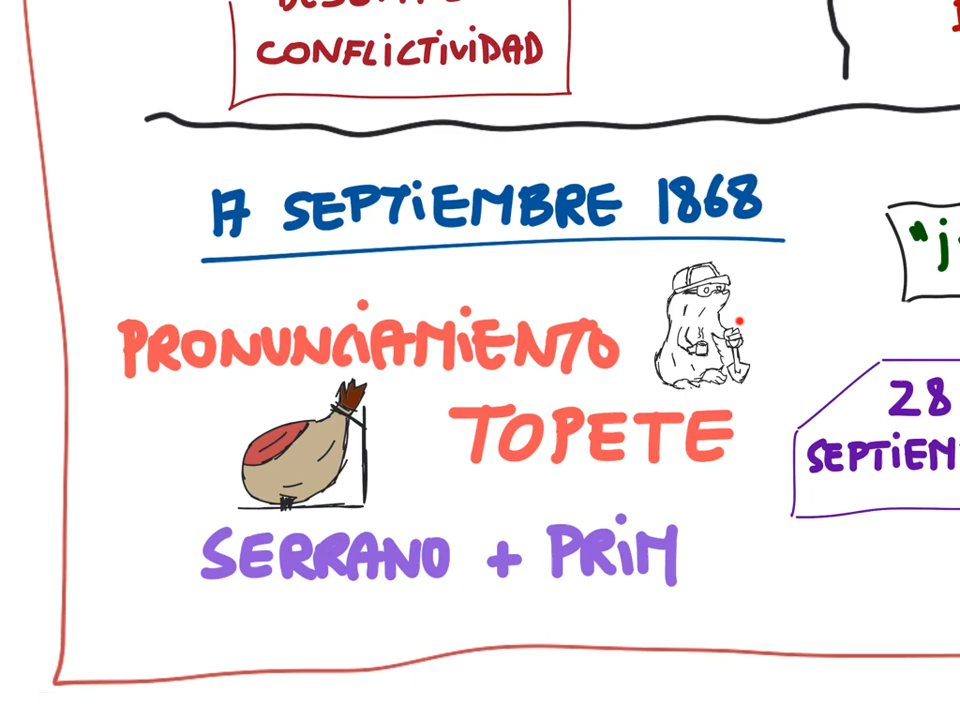 CONFLICTIVIDAD
17 SEPTIEMBRE 1868
PRONUNCIAMIENTO
TOPETE
SERRANO + PRIM
28